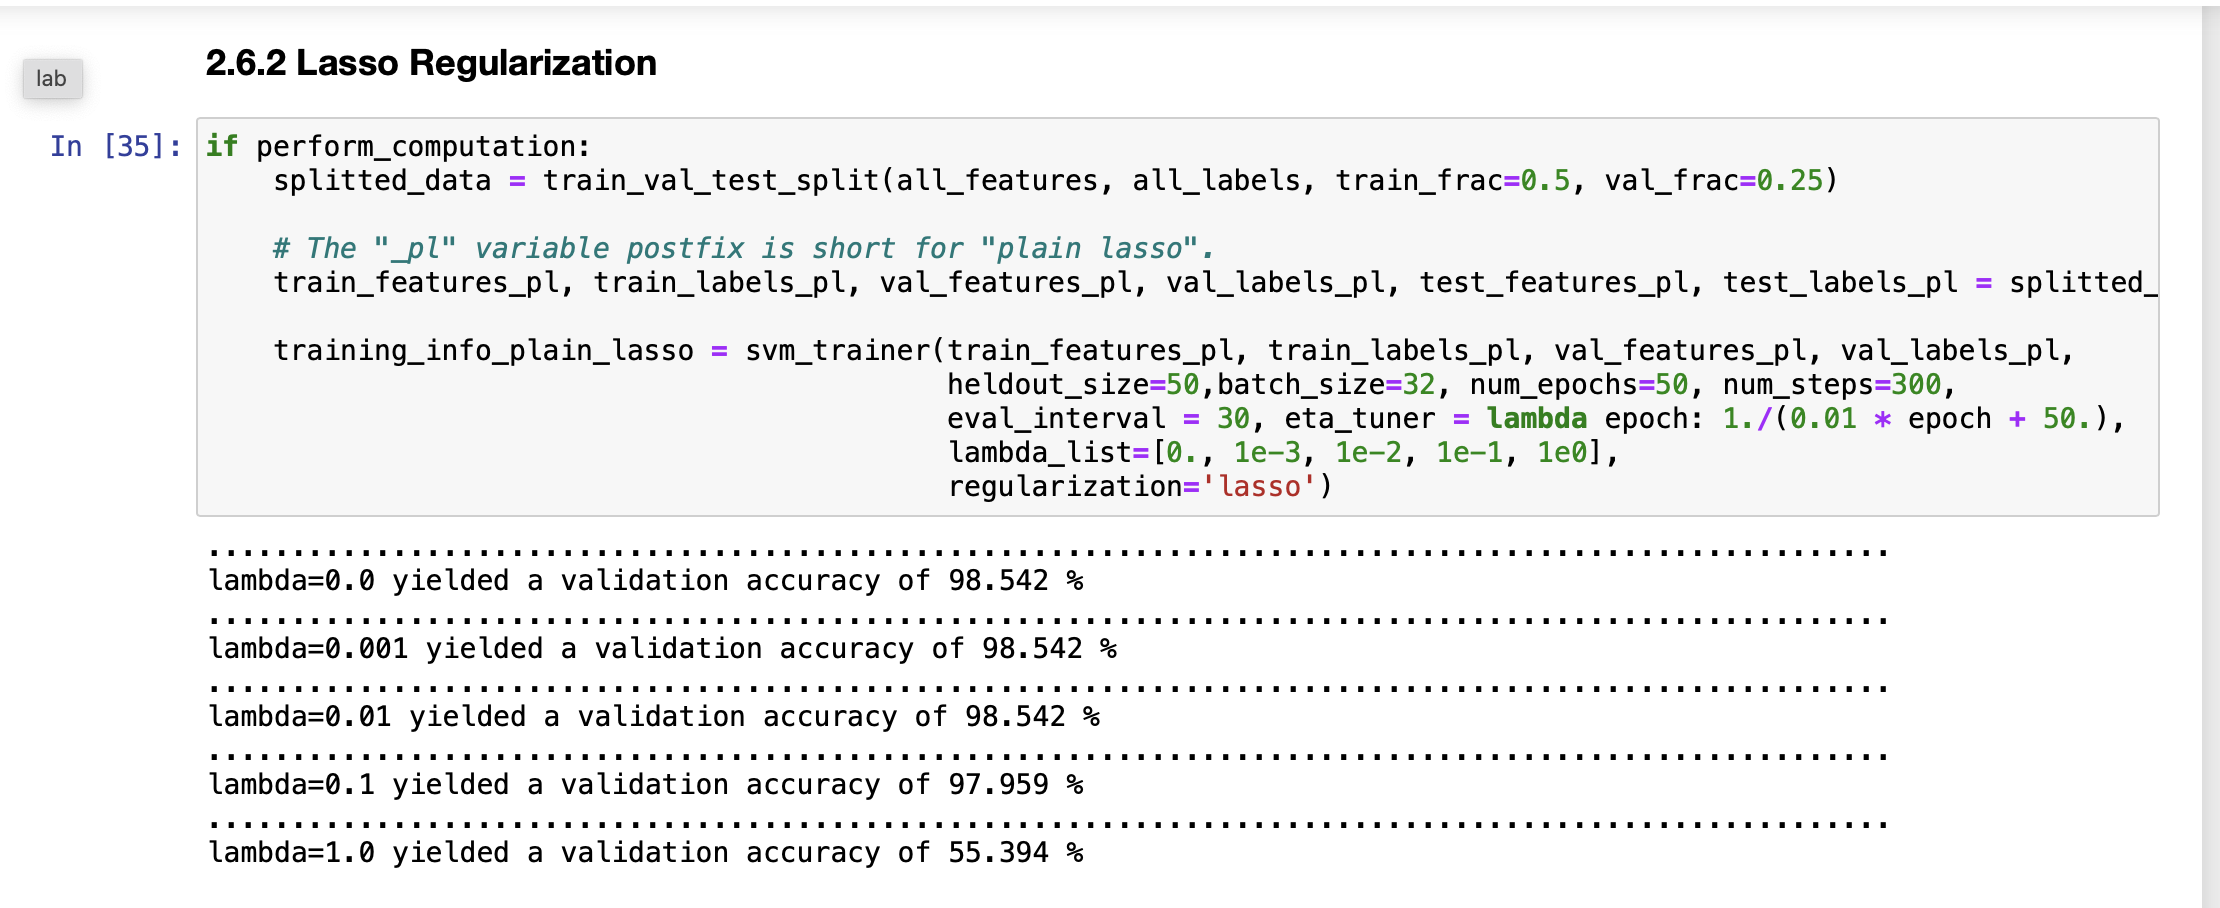 2.6.2 Lasso Regularization
lab
In [35]:
if perform_computation:
    splitted_data = train_val_test_split(all_features, all_labels, train_frac=0.5, val_frac=0.25)
    # The "_pl" variable postfix is short for "plain lasso".
    train_features_pl, train_labels_pl, val_features_pl, val_labels_pl, test_features_pl, test_labels_pl = splitted_
    training_info_plain_lasso = svm_trainer(train_features_pl, train_labels_pl, val_features_pl, val_labels_pl,
                                            heldout_size=50,batch_size=32, num_epochs=50, num_steps=300,
                                            eval_interval = 30, eta_tuner = lambda epoch: 1./(0.01 * epoch + 50.),
                                            lambda_list=[0., 1e-3, 1e-2, 1e-1, 1e0],
                                            regularization='lasso')
....................................................................................................
lambda=0.0 yielded a validation accuracy of 98.542 %
....................................................................................................
lambda=0.001 yielded a validation accuracy of 98.542 %
....................................................................................................
lambda=0.01 yielded a validation accuracy of 98.542 %
....................................................................................................
lambda=0.1 yielded a validation accuracy of 97.959 %
....................................................................................................
lambda=1.0 yielded a validation accuracy of 55.394 %